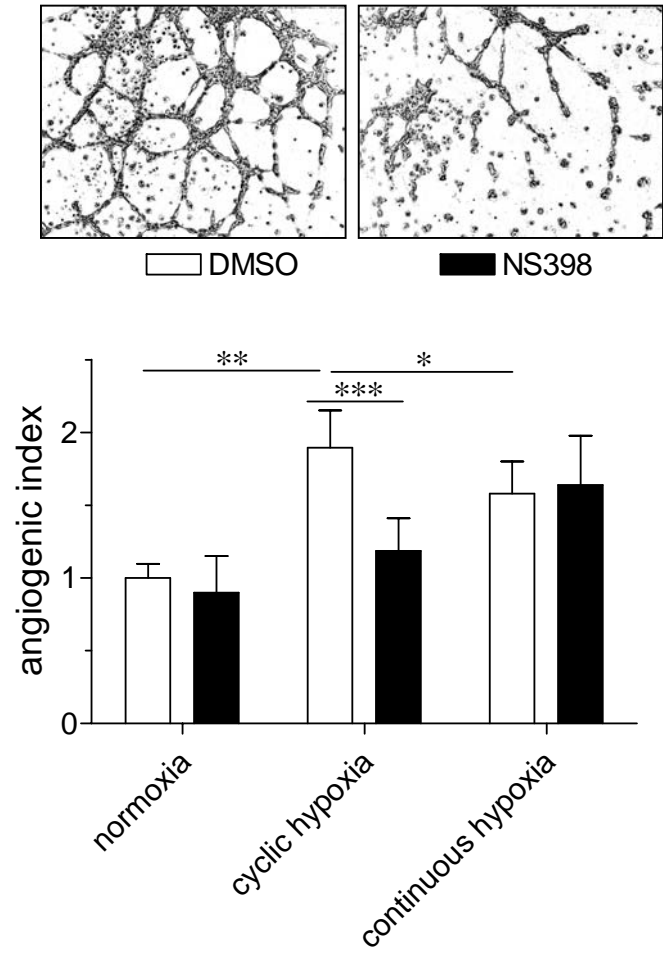 DMSO NS398
** *
***
2
1
0
angiogenic index
normoxia
cyclic hypoxia
continuous hypoxia